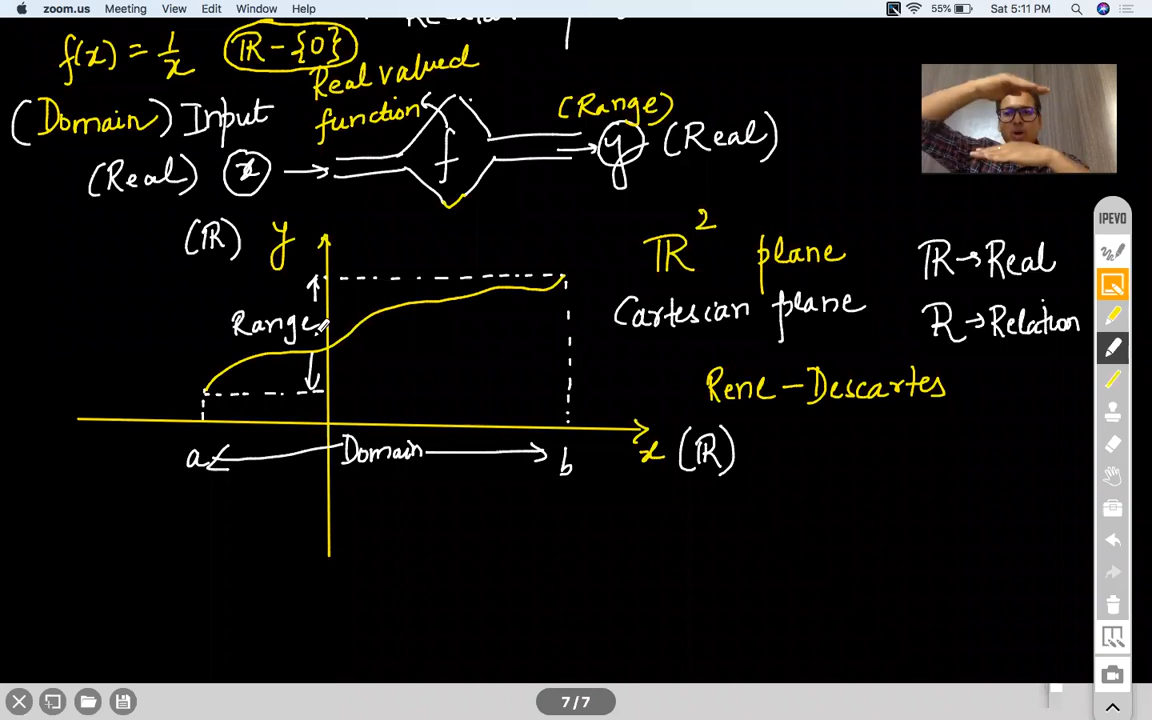 zoom.us Meeting View Edit Window Help 55% Sat 5:11 PM
f(x) = 1/x ℝ - {0}
Real valued function
(Domain) Input
(Range)
(Real) x → f → y (Real)
IPEVO
(ℝ) y
ℝ² plane
ℝ → Real
Cartesian plane
R → Relation
Range
Rene - Descartes
a Domain b
x (ℝ)
7 / 7